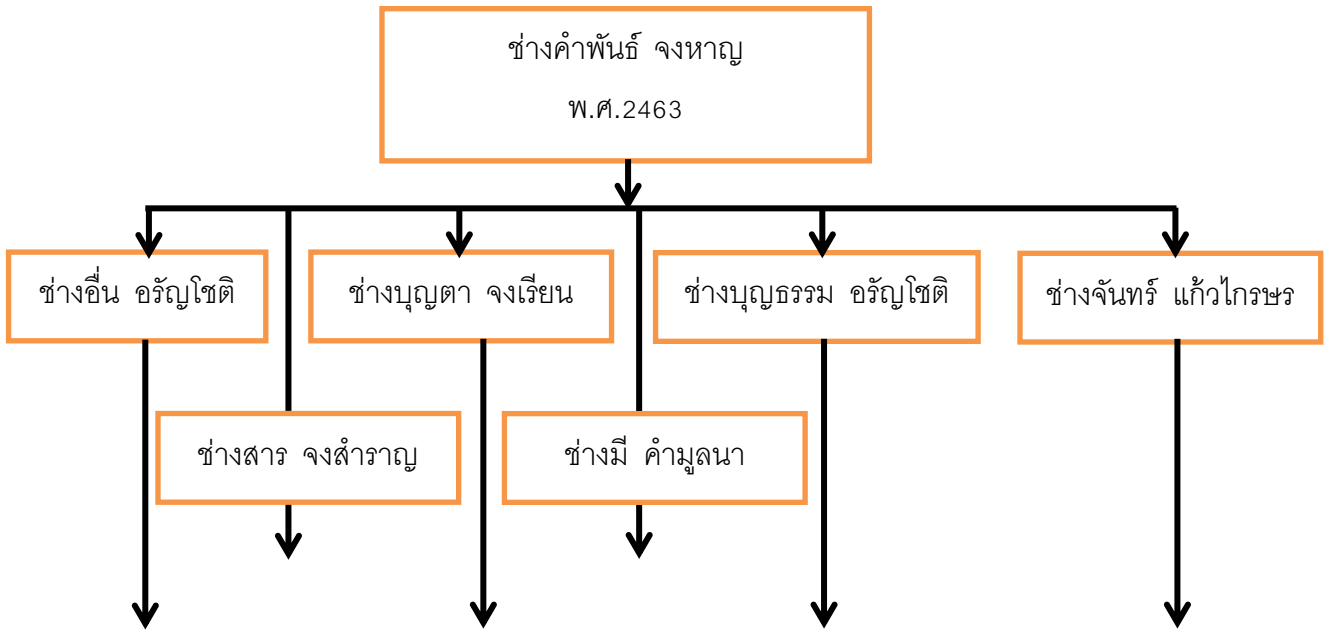 ช่างคำพันธ์ จงหาญ
พ.ศ.2463
ช่างอื่น อรัญโชติ
ช่างบุญตา จงเรียน
ช่างบุญธรรม อรัญโชติ
ช่างจันทร์ แก้วไกรษร
ช่างสาร จงสำราญ
ช่างมี คำมูลนา